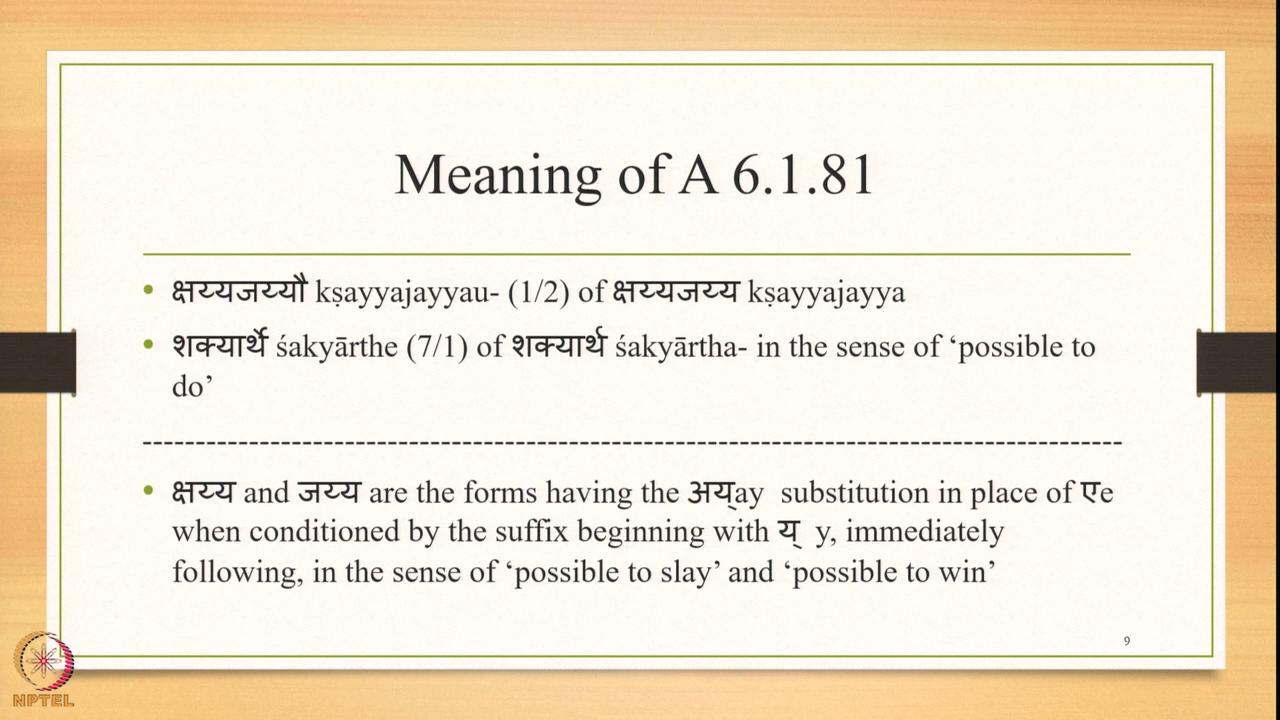 Meaning of A 6.1.81
• क्षय्यजय्यौ kṣayyajayyau- (1/2) of क्षय्यजय्य kṣayyajayya
• शक्यार्थे śakyārthe (7/1) of शक्यार्थ śakyārtha- in the sense of ‘possible to
do’
--------------------------------------------------------------------------------------------
• क्षय्य and जय्य are the forms having the अय् ay substitution in place of ए e
when conditioned by the suffix beginning with य् y, immediately
following, in the sense of ‘possible to slay’ and ‘possible to win’
9
NPTEL